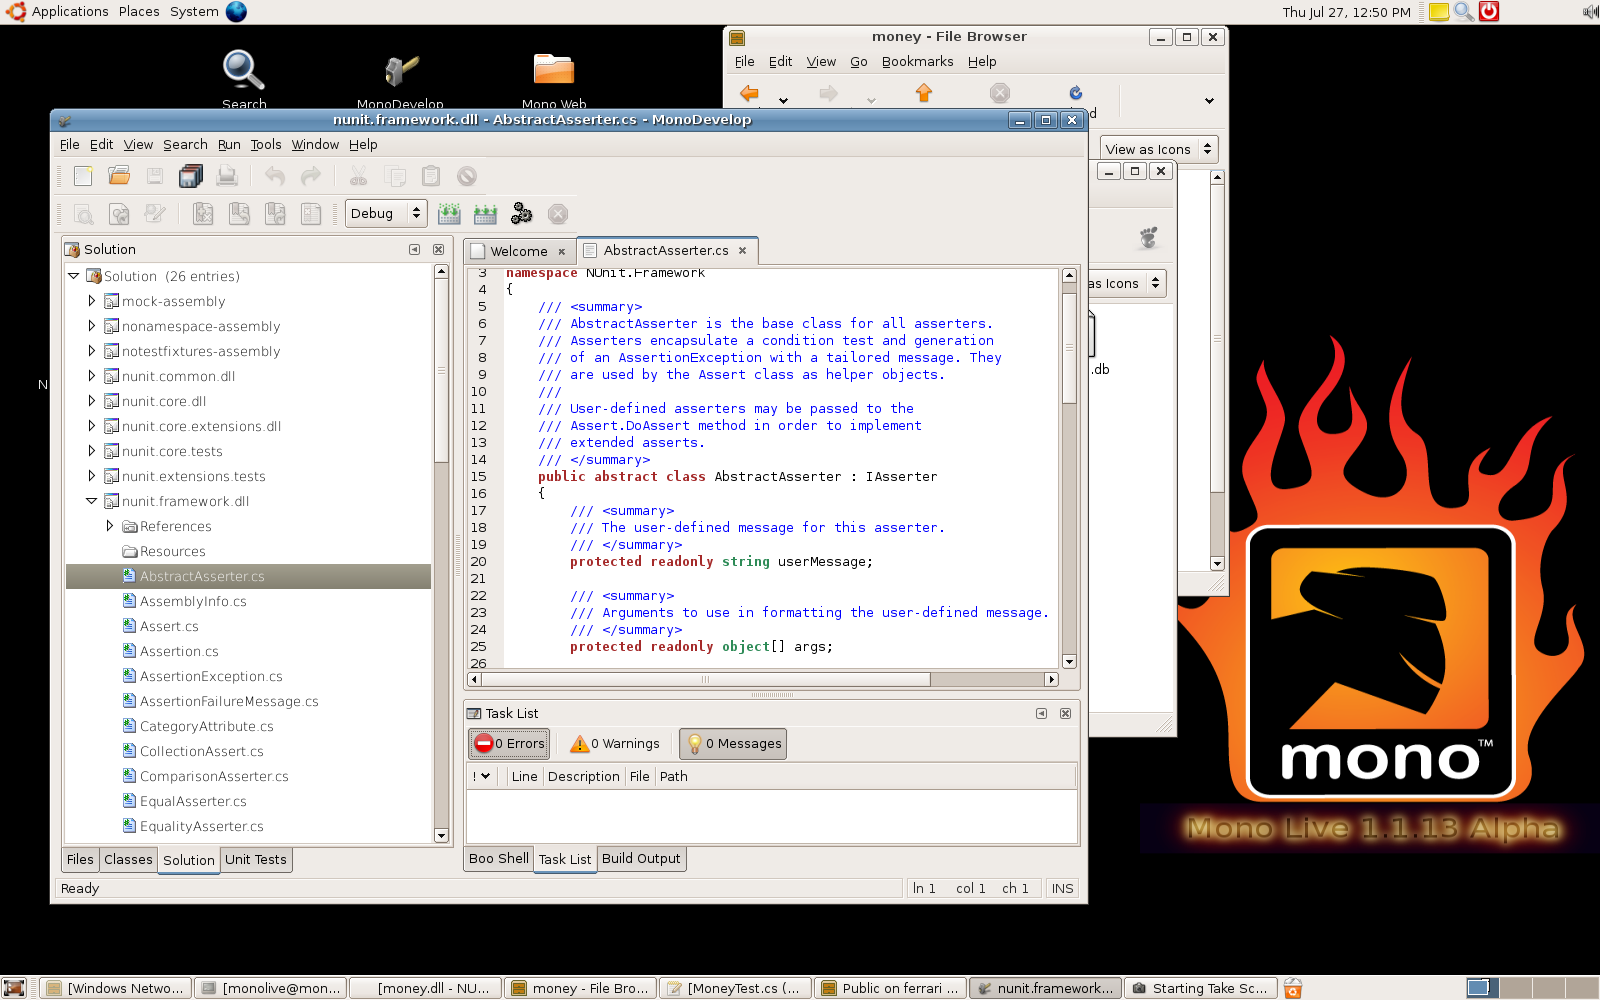 Applications Places System
Thu Jul 27, 12:50 PM
Search
MonoDevelop
Mono Web
money - File Browser
File Edit View Go Bookmarks Help
View as Icons
as Icons
.db
N
nunit.framework.dll - AbstractAsserter.cs - MonoDevelop
File Edit View Search Run Tools Window Help
Debug
Solution
Solution (26 entries)
mock-assembly
nonamespace-assembly
notestfixtures-assembly
nunit.common.dll
nunit.core.dll
nunit.core.extensions.dll
nunit.core.tests
nunit.extensions.tests
nunit.framework.dll
References
Resources
AbstractAsserter.cs
AssemblyInfo.cs
Assert.cs
Assertion.cs
AssertionException.cs
AssertionFailureMessage.cs
CategoryAttribute.cs
CollectionAssert.cs
ComparisonAsserter.cs
EqualAsserter.cs
EqualityAsserter.cs
Files Classes Solution Unit Tests
Welcome
AbstractAsserter.cs
3 namespace NUnit.Framework
4 {
5 /// <summary>
6 /// AbstractAsserter is the base class for all asserters.
7 /// Asserters encapsulate a condition test and generation
8 /// of an AssertionException with a tailored message. They
9 /// are used by the Assert class as helper objects.
10 ///
11 /// User-defined asserters may be passed to the
12 /// Assert.DoAssert method in order to implement
13 /// extended asserts.
14 /// </summary>
15 public abstract class AbstractAsserter : IAsserter
16 {
17 /// <summary>
18 /// The user-defined message for this asserter.
19 /// </summary>
20 protected readonly string userMessage;
21
22 /// <summary>
23 /// Arguments to use in formatting the user-defined message.
24 /// </summary>
25 protected readonly object[] args;
26
Task List
0 Errors 0 Warnings 0 Messages
! Line Description File Path
Boo Shell Task List Build Output
Ready
ln 1 col 1 ch 1 INS
mono™
Mono Live 1.1.13 Alpha
[Windows Netwo...
[monolive@mon...
[money.dll - NU...
money - File Bro...
[MoneyTest.cs (...
Public on ferrari ...
nunit.framework...
Starting Take Sc...